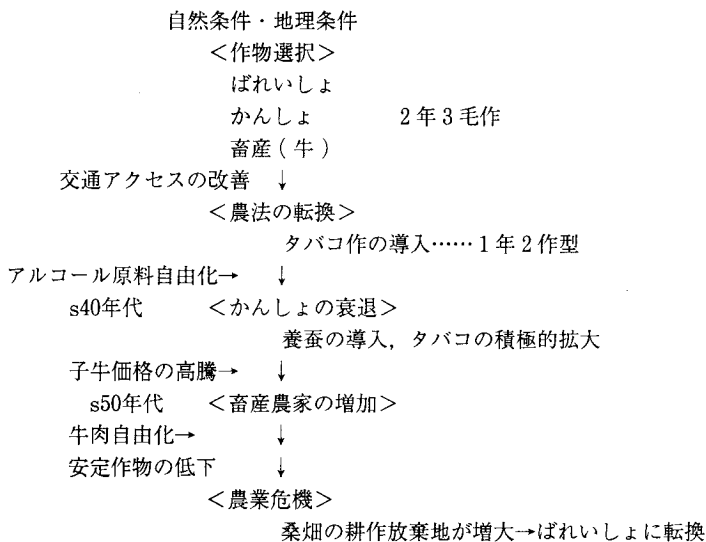 自然条件・地理条件
＜作物選択＞
ばれいしょ
かんしょ　2年3毛作
畜産(牛)
交通アクセスの改善　↓
＜農法の転換＞
タバコ作の導入……1年2作型
アルコール原料自由化→　↓
s40年代　＜かんしょの衰退＞
養蚕の導入，タバコの積極的拡大
子牛価格の高騰→　↓
s50年代　＜畜産農家の増加＞
牛肉自由化→　↓
安定作物の低下　↓
＜農業危機＞
桑畑の耕作放棄地が増大→ばれいしょに転換